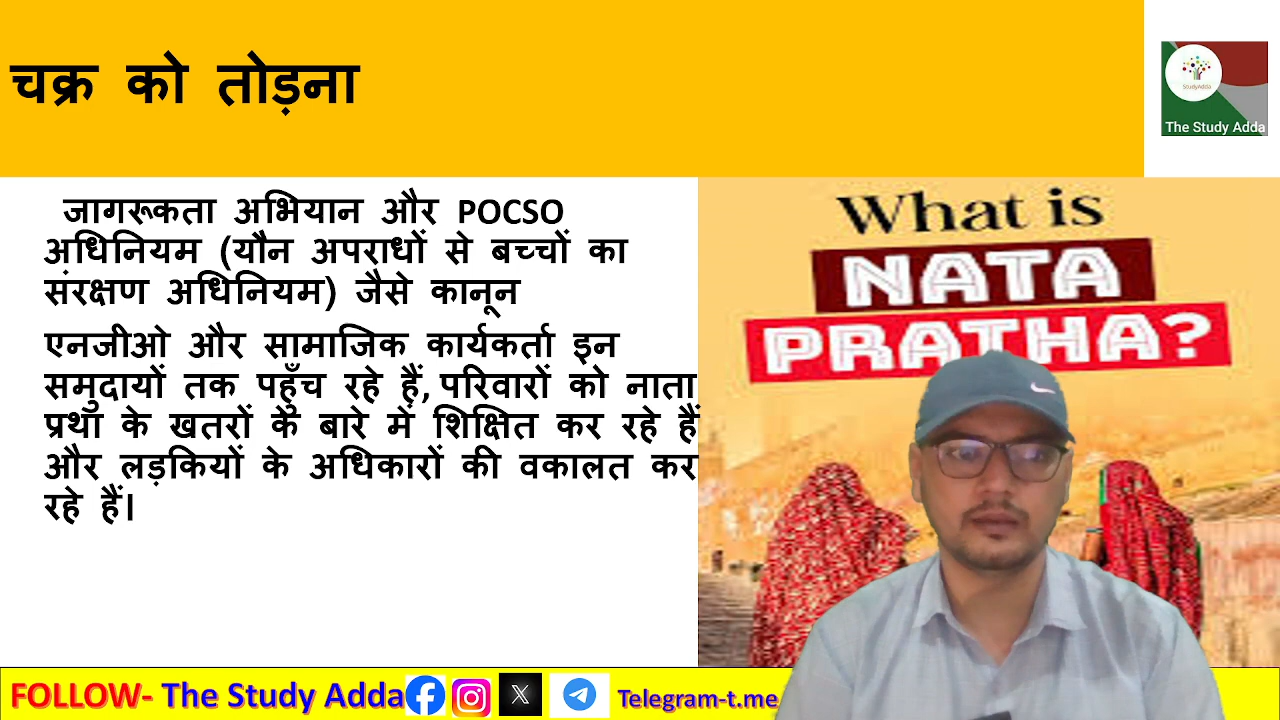 चक्र को तोड़ना
StudyAdda
The Study Adda
जागरूकता अभियान और POCSO
अधिनियम (यौन अपराधों से बच्चों का
संरक्षण अधिनियम) जैसे कानून
एनजीओ और सामाजिक कार्यकर्ता इन
समुदायों तक पहुँच रहे हैं, परिवारों को नाता
प्रथा के खतरों के बारे में शिक्षित कर रहे हैं
और लड़कियों के अधिकारों की वकालत कर
रहे हैं।
What is
NATA
PRATHA?
FOLLOW- The Study Adda
Telegram-t.me